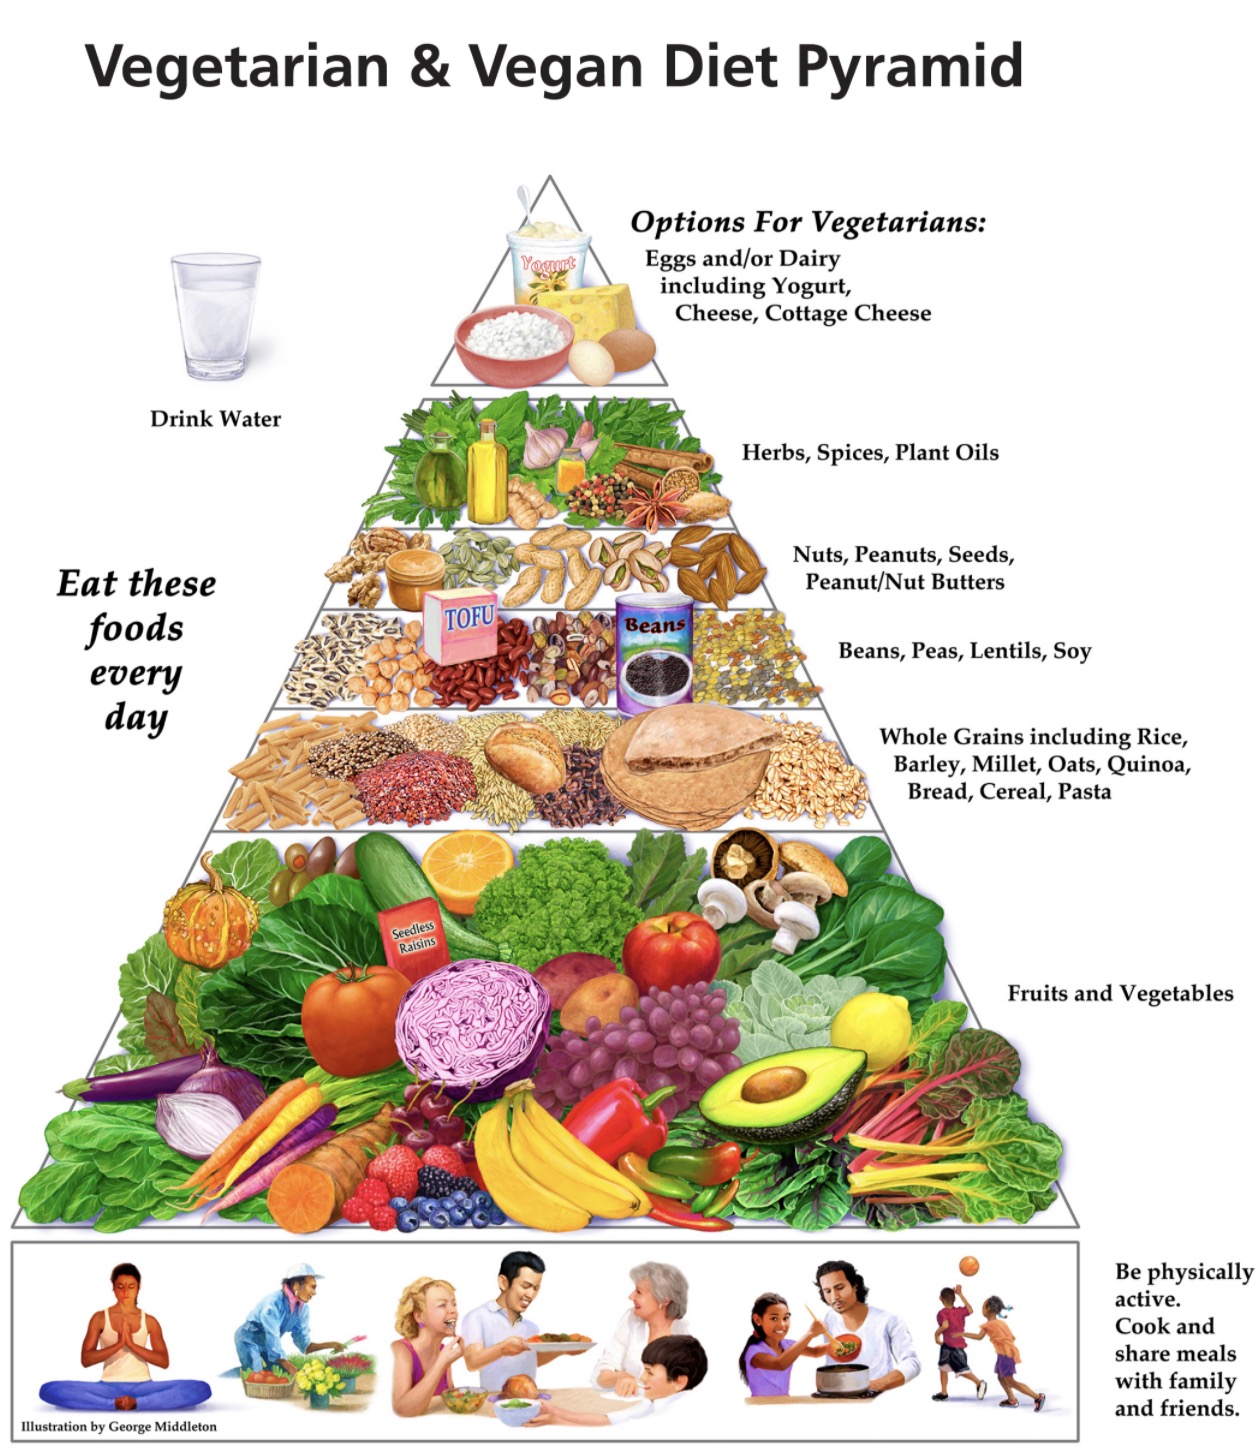 Vegetarian & Vegan Diet Pyramid
Options For Vegetarians:
Eggs and/or Dairy
including Yogurt,
Cheese, Cottage Cheese
Yogurt
Drink Water
Herbs, Spices, Plant Oils
Eat these
foods
every
day
Nuts, Peanuts, Seeds,
Peanut/Nut Butters
TOFU
Beans
Beans, Peas, Lentils, Soy
Whole Grains including Rice,
Barley, Millet, Oats, Quinoa,
Bread, Cereal, Pasta
Seedless
Raisins
Fruits and Vegetables
Be physically
active.
Cook and
share meals
with family
and friends.
Illustration by George Middleton